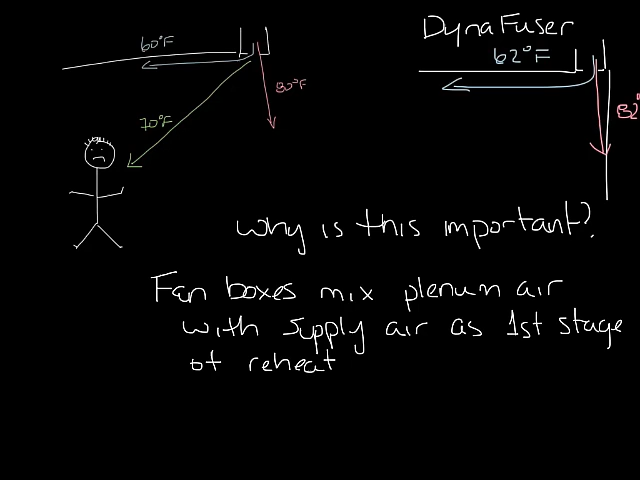 DynaFuser
60°F
62°F
80°F
82°
70°F
Why is this important?
Fan boxes mix plenum air
with supply air as 1st stage
of reheat